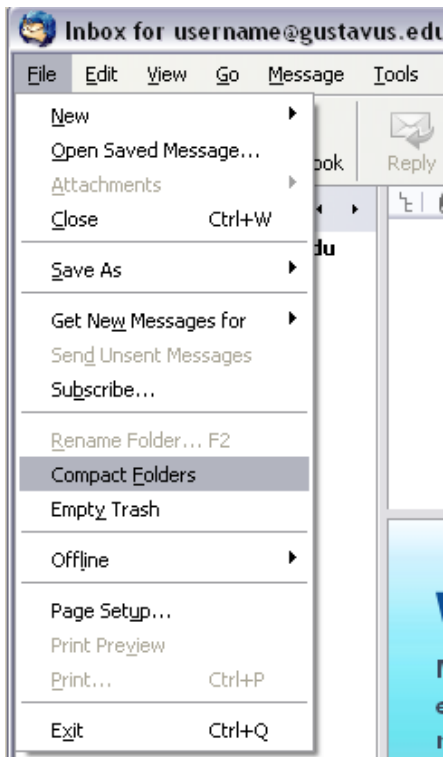 Inbox for username@gustavus.edu
File Edit View Go Message Tools
New
Open Saved Message...
Attachments
Close Ctrl+W
Save As
Get New Messages for
Send Unsent Messages
Subscribe...
Rename Folder... F2
Compact Folders
Empty Trash
Offline
Page Setup...
Print Preview
Print... Ctrl+P
Exit Ctrl+Q
Reply